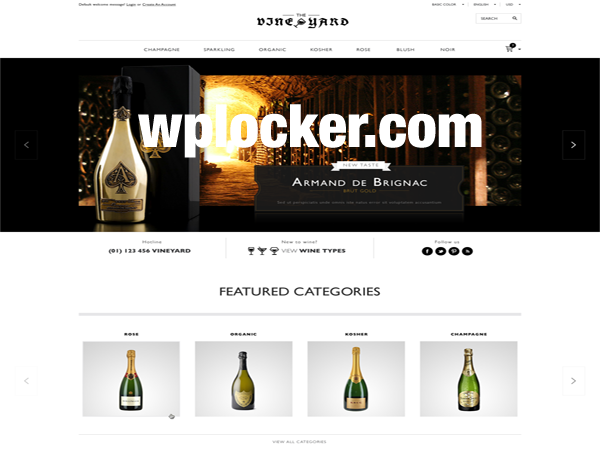 Default welcome message! Login or Create An Account
BASIC COLOR ENGLISH USD
THE
VINEYARD
SEARCH
CHAMPAGNE SPARKLING ORGANIC KOSHER ROSE BLUSH NOIR
wplocker.com
NEW TASTE
ARMAND DE BRIGNAC
BRUT GOLD
Hotline
(01) 123 456 VINEYARD
New to wine?
VIEW WINE TYPES
Follow us
FEATURED CATEGORIES
ROSE ORGANIC KOSHER CHAMPAGNE
VIEW ALL CATEGORIES